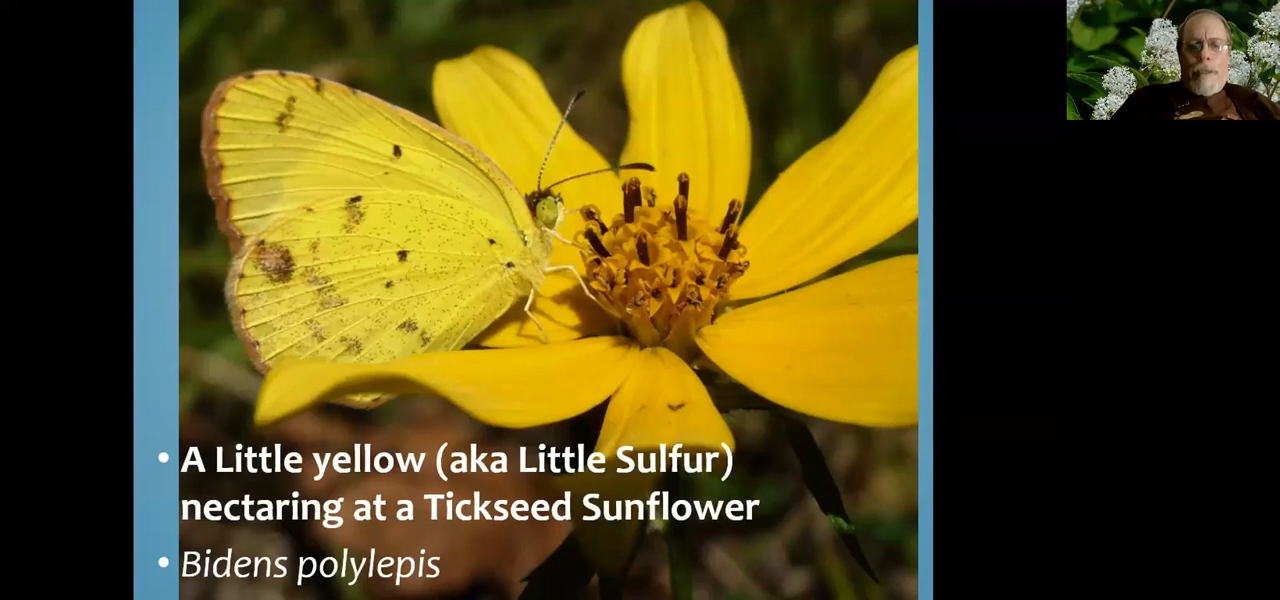 • A Little yellow (aka Little Sulfur)
nectaring at a Tickseed Sunflower
• Bidens polylepis